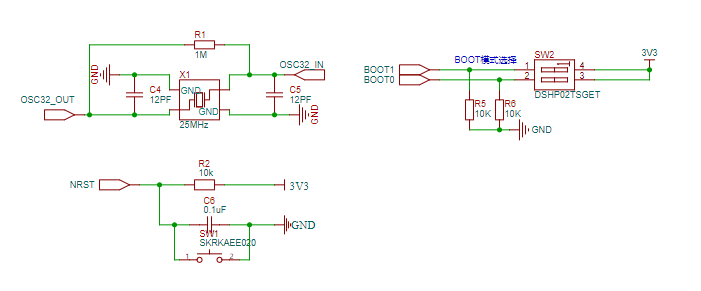 R1
1M
OSC32_IN
GND
X1
C4
12PF
GND
GND
C5
12PF
GND
OSC32_OUT
25MHz
BOOT模式选择
SW2
3V3
BOOT1
BOOT0
1
2
4
3
DSHP02TSGET
R5
10K
R6
10K
GND
R2
10k
NRST
3V3
C6
0.1uF
GND
SW1
SKRKAEE020
1
2